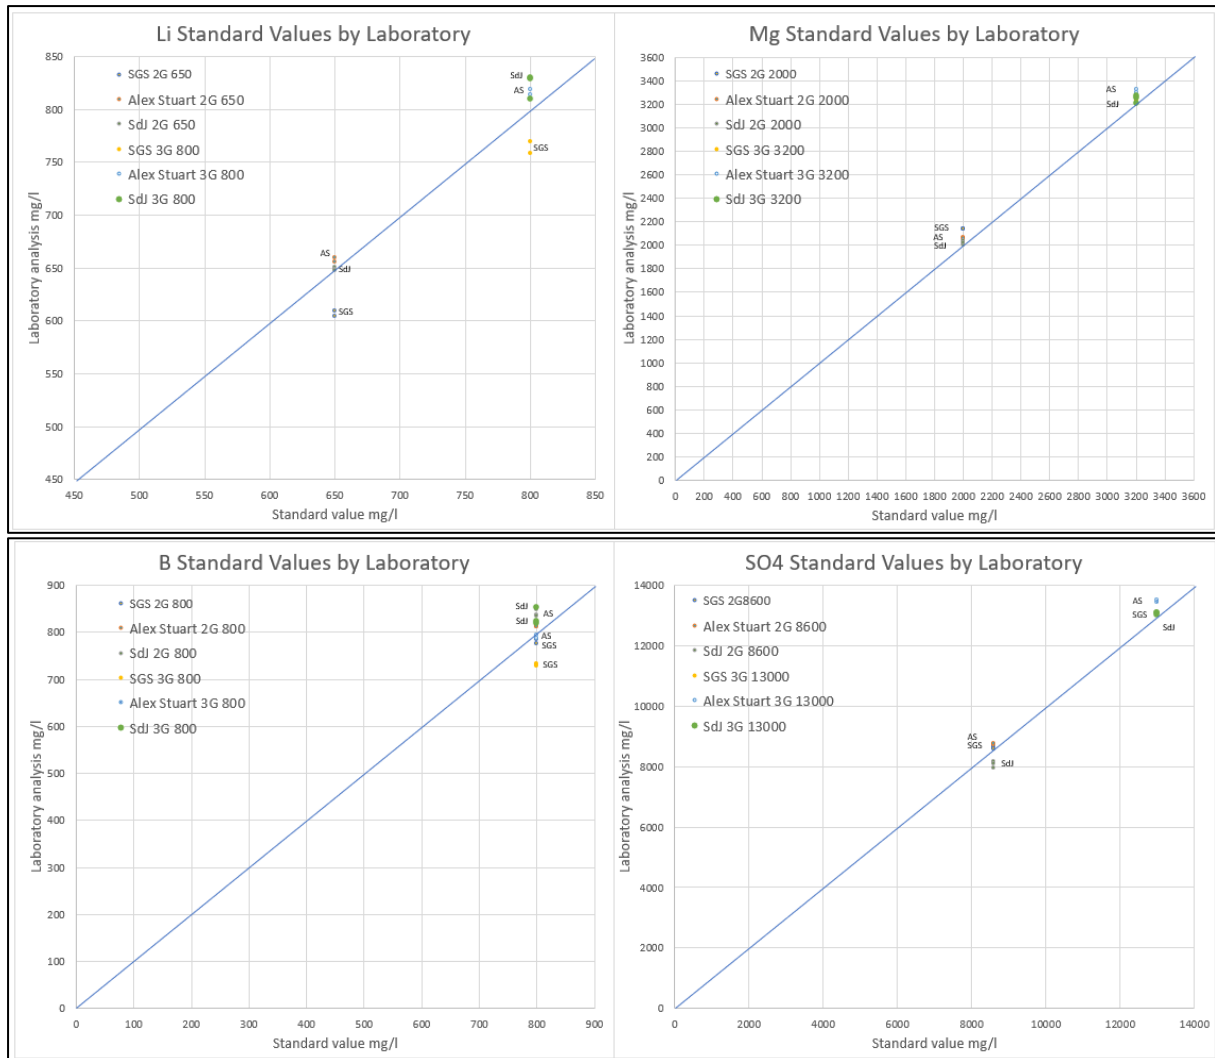 Li Standard Values by Laboratory
850
800
750
700
650
600
550
500
450
Laboratory analysis mg/l
SGS 2G 650
Alex Stuart 2G 650
SdJ 2G 650
SGS 3G 800
Alex Stuart 3G 800
SdJ 3G 800
SdJ
AS
SGS
AS
SdJ
SGS
450 500 550 600 650 700 750 800 850
Standard value mg/l
Mg Standard Values by Laboratory
3600
3400
3200
3000
2800
2600
2400
2200
2000
1800
1600
1400
1200
1000
800
600
400
200
0
Laboratory analysis mg/l
SGS 2G 2000
Alex Stuart 2G 2000
SdJ 2G 2000
SGS 3G 3200
Alex Stuart 3G 3200
SdJ 3G 3200
AS
SdJ
SGS
AS
SdJ
0 200 400 600 800 1000 1200 1400 1600 1800 2000 2200 2400 2600 2800 3000 3200 3400 3600
Standard value mg/l
B Standard Values by Laboratory
900
800
700
600
500
400
300
200
100
0
Laboratory analysis mg/l
SGS 2G 800
Alex Stuart 2G 800
SdJ 2G 800
SGS 3G 800
Alex Stuart 3G 800
SdJ 3G 800
SdJ
AS
SdJ
AS
SGS
SGS
0 100 200 300 400 500 600 700 800 900
Standard value mg/l
SO4 Standard Values by Laboratory
14000
12000
10000
8000
6000
4000
2000
0
Laboratory analysis mg/l
SGS 2G8600
Alex Stuart 2G 8600
SdJ 2G 8600
SGS 3G 13000
Alex Stuart 3G 13000
SdJ 3G 13000
AS
SGS
SdJ
AS
SGS
SdJ
0 2000 4000 6000 8000 10000 12000 14000
Standard value mg/l